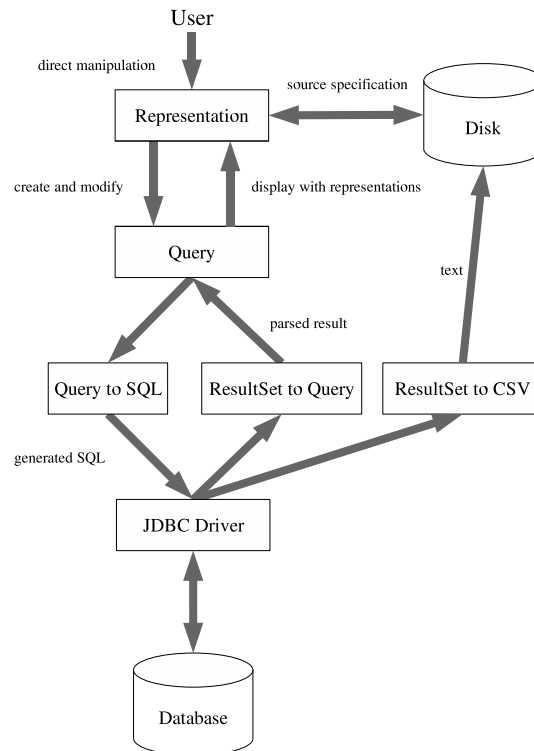 User
direct manipulation
source specification
Representation
Disk
create and modify
display with representations
Query
text
parsed result
Query to SQL
ResultSet to Query
ResultSet to CSV
generated SQL
JDBC Driver
Database